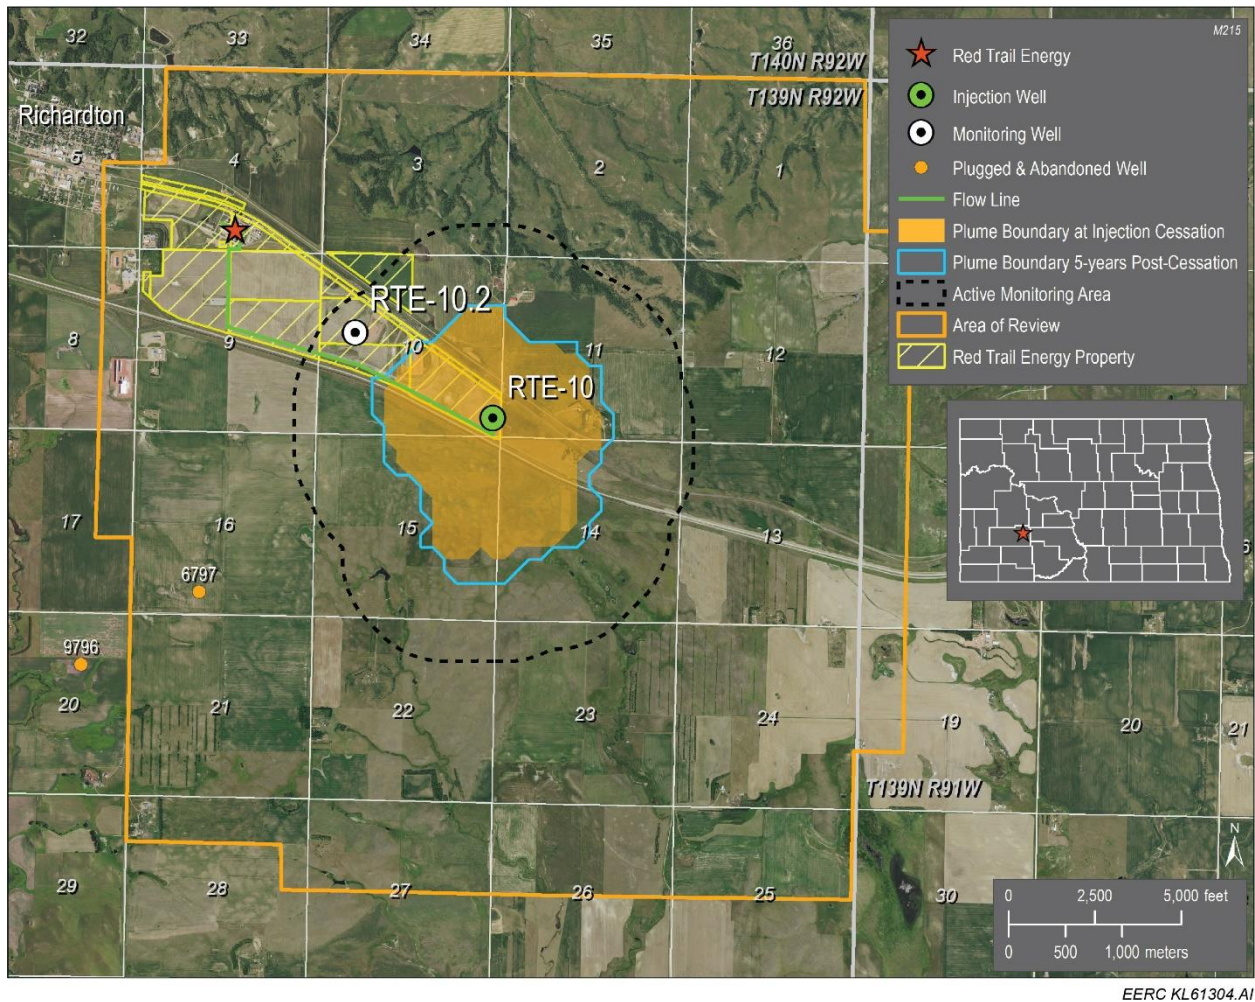 M215
32
33
34
35
36
T140N R92W
T139N R92W
Red Trail Energy
Injection Well
Monitoring Well
Plugged & Abandoned Well
Flow Line
Plume Boundary at Injection Cessation
Plume Boundary 5-years Post-Cessation
Active Monitoring Area
Area of Review
Red Trail Energy Property
Richardton
5
4
3
2
1
RTE-10.2
8
9
10
11
12
RTE-10
17
16
15
14
13
6797
9796
20
21
22
23
24
19
20
21
T139N R91W
29
28
27
26
25
30
N
0 2,500 5,000 feet
0 500 1,000 meters
EERC KL61304.AI